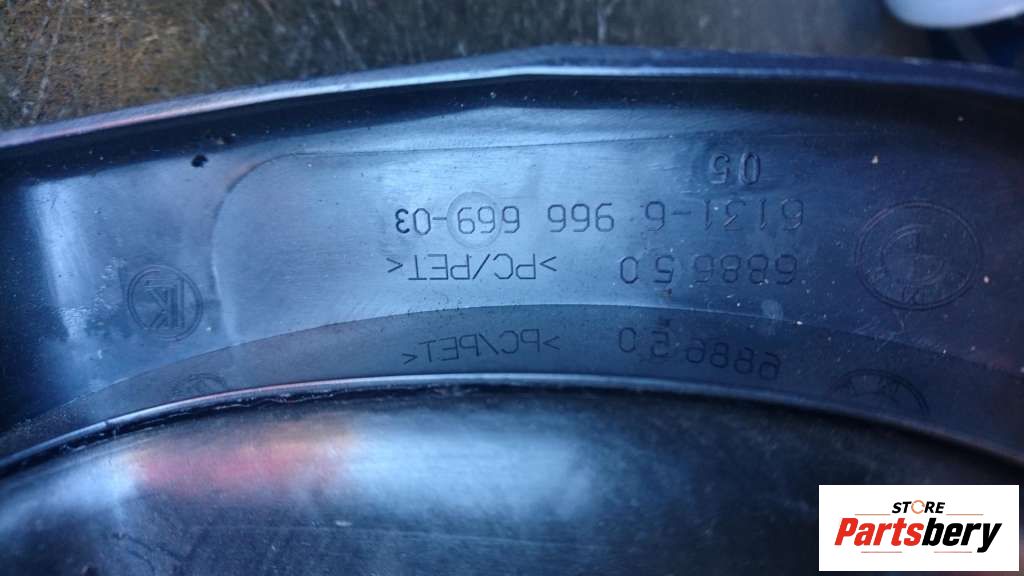 05
6131-6 966 669-03
6886 5 0 >PC/PET<
6886 5 0 >PC/PET<
STORE
Partsbery